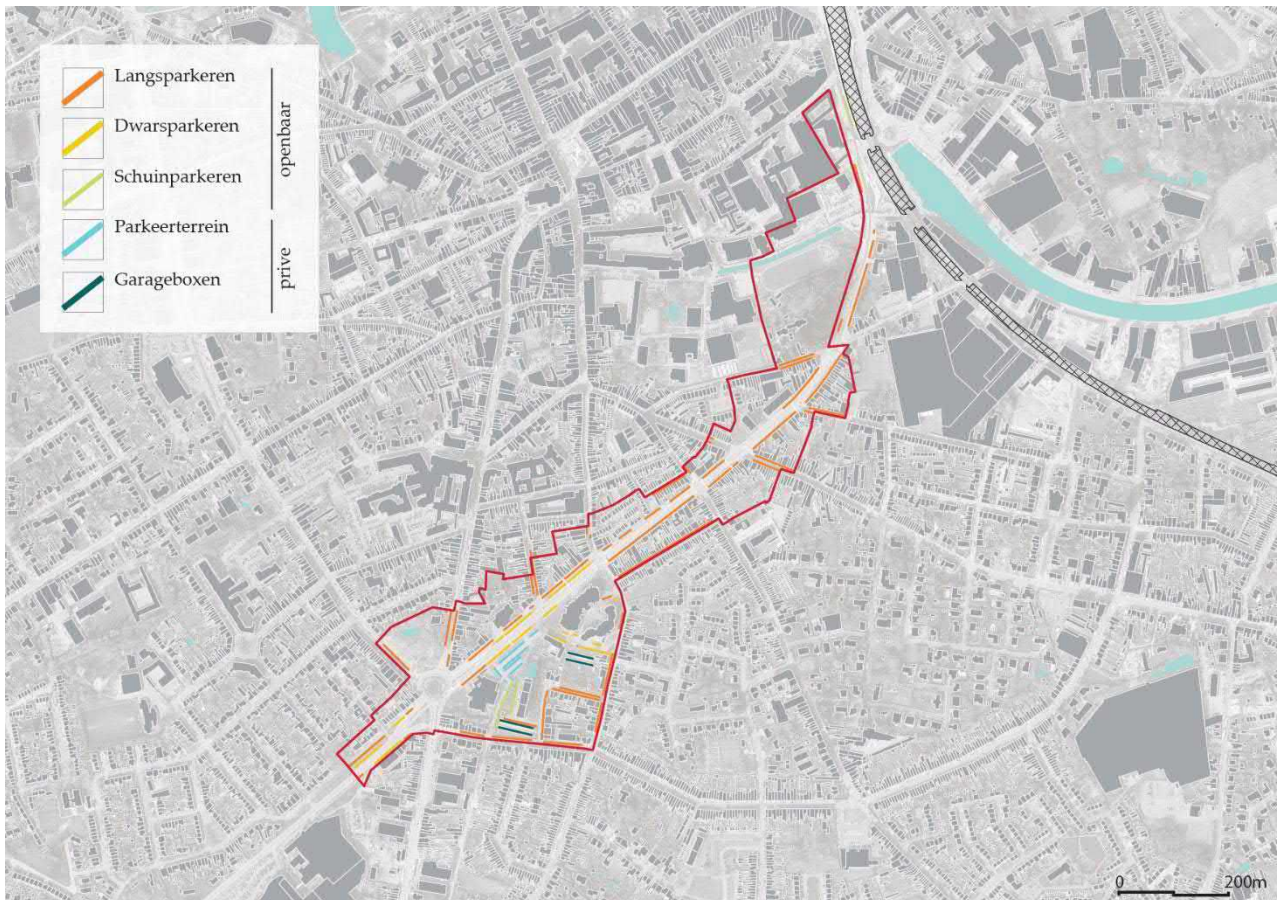 Langsparkeren
Dwarsparkeren
Schuinparkeren
openbaar
Parkeerterrein
Garageboxen
prive
0 200m